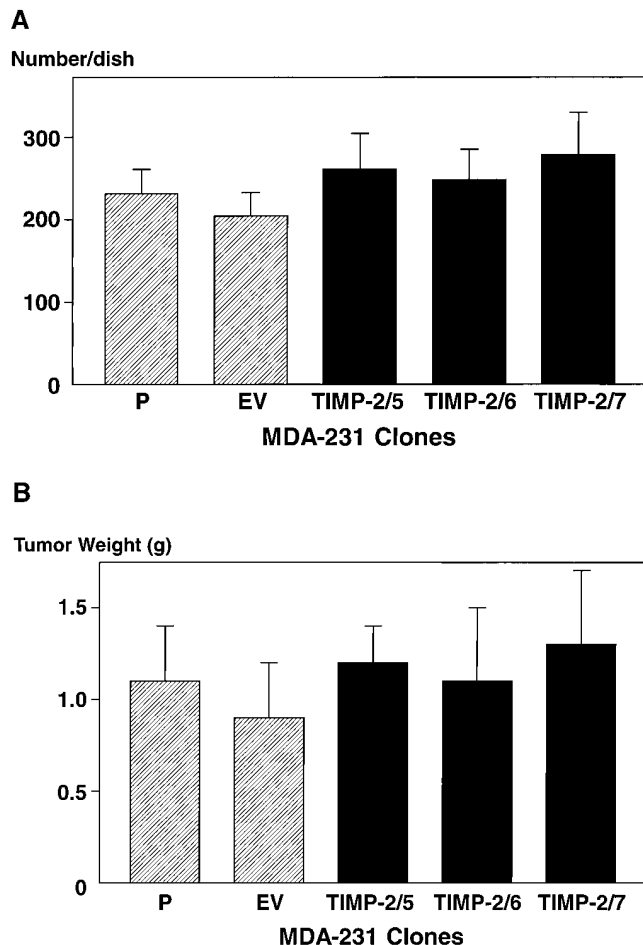 A
Number/dish
300
200
100
0
P EV TIMP-2/5 TIMP-2/6 TIMP-2/7
MDA-231 Clones
B
Tumor Weight (g)
1.5
1.0
0.5
0
P EV TIMP-2/5 TIMP-2/6 TIMP-2/7
MDA-231 Clones